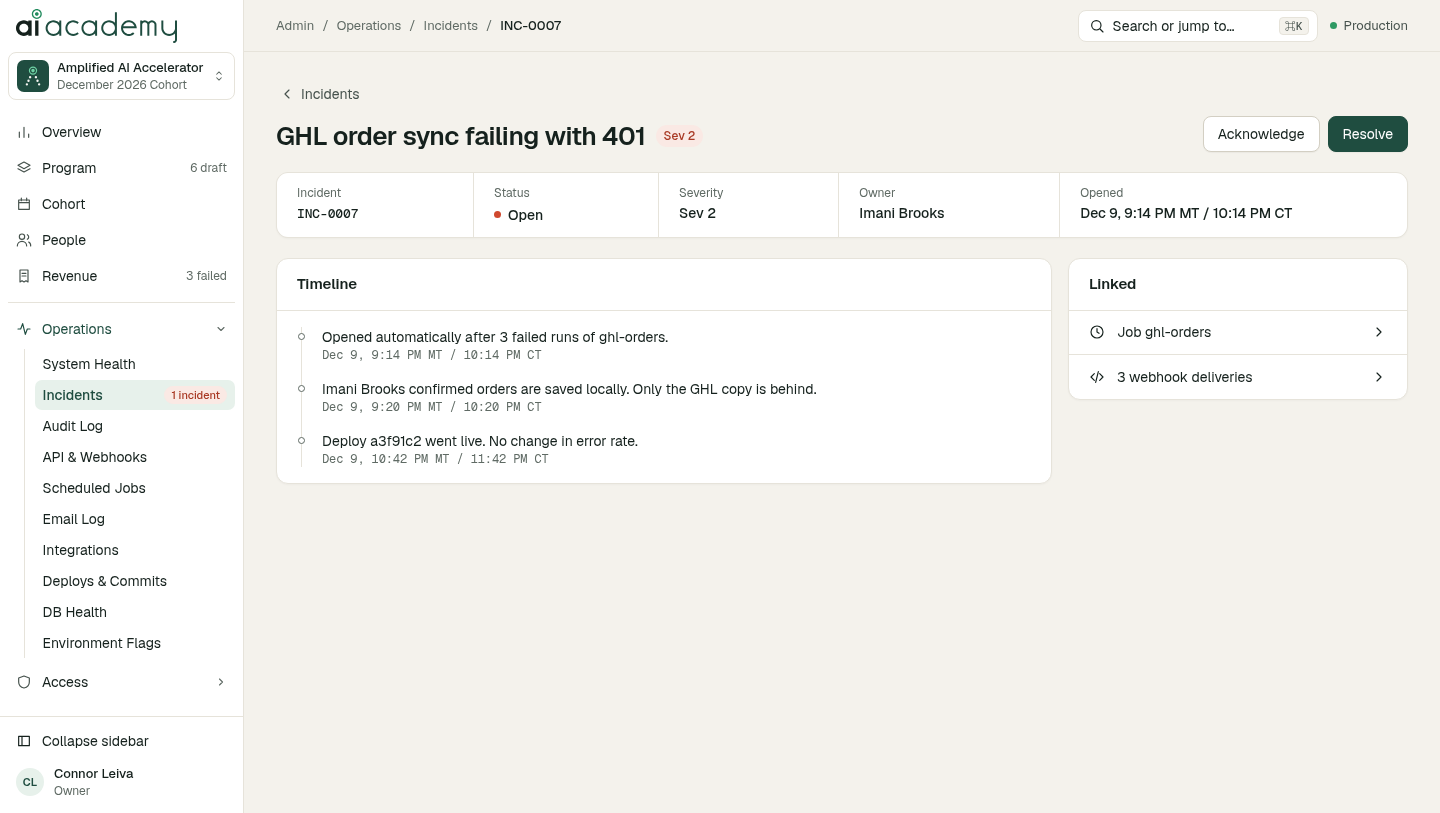 ai academy
Amplified AI Accelerator
December 2026 Cohort
Overview
Program 6 draft
Cohort
People
Revenue 3 failed
Operations
System Health
Incidents 1 incident
Audit Log
API & Webhooks
Scheduled Jobs
Email Log
Integrations
Deploys & Commits
DB Health
Environment Flags
Access
Collapse sidebar
CL
Connor Leiva
Owner
Admin / Operations / Incidents / INC-0007
Search or jump to… ⌘K
Production
Incidents
GHL order sync failing with 401 Sev 2
Acknowledge
Resolve
Incident
INC-0007
Status
Open
Severity
Sev 2
Owner
Imani Brooks
Opened
Dec 9, 9:14 PM MT / 10:14 PM CT
Timeline
Opened automatically after 3 failed runs of ghl-orders.
Dec 9, 9:14 PM MT / 10:14 PM CT
Imani Brooks confirmed orders are saved locally. Only the GHL copy is behind.
Dec 9, 9:20 PM MT / 10:20 PM CT
Deploy a3f91c2 went live. No change in error rate.
Dec 9, 10:42 PM MT / 11:42 PM CT
Linked
Job ghl-orders
3 webhook deliveries